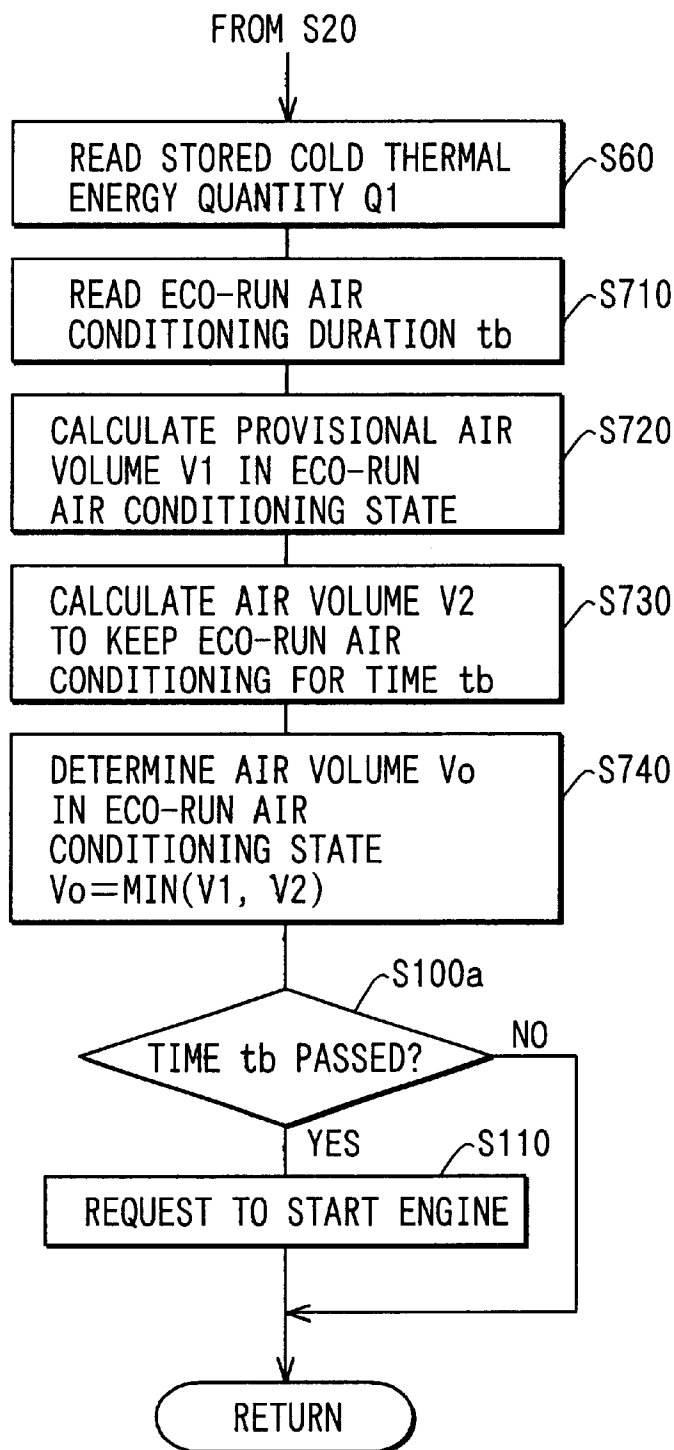 FROM S20
READ STORED COLD THERMAL
ENERGY QUANTITY Q1
S60
READ ECO-RUN AIR
CONDITIONING DURATION tb
S710
CALCULATE PROVISIONAL AIR
VOLUME V1 IN ECO-RUN
AIR CONDITIONING STATE
S720
CALCULATE AIR VOLUME V2
TO KEEP ECO-RUN AIR
CONDITIONING FOR TIME tb
S730
DETERMINE AIR VOLUME Vo
IN ECO-RUN AIR
CONDITIONING STATE
Vo=MIN(V1, V2)
S740
S100a
TIME tb PASSED?
NO
YES
S110
REQUEST TO START ENGINE
RETURN